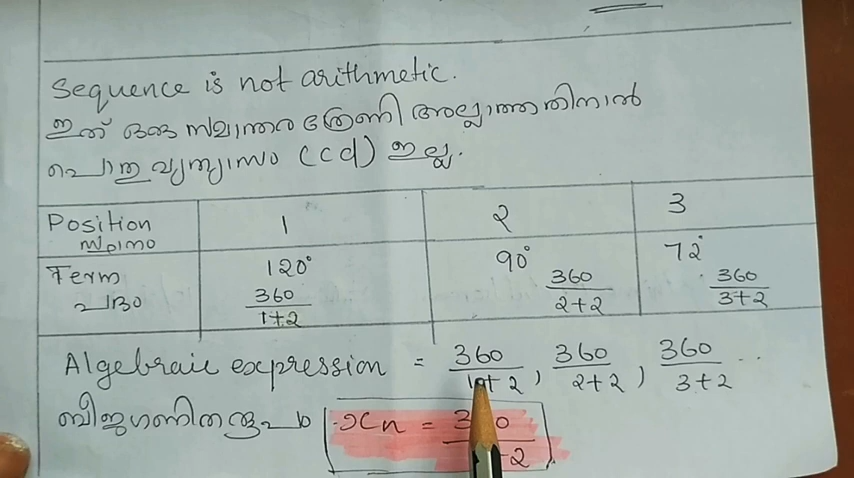 Sequence is not arithmetic.
ഇത് ഒരു സമാന്തര ശ്രേണി അല്ലാത്തതിനാൽ
പൊതു വ്യത്യാസം (cd) ഇല്ല.
Position 1 2 3
സ്ഥാനം
Term 120° 90° 72°
പദം 360/1+2 360/2+2 360/3+2
Algebraic expression = 360/1+2, 360/2+2, 360/3+2 ...
ബീജഗണിതരൂപം xn =